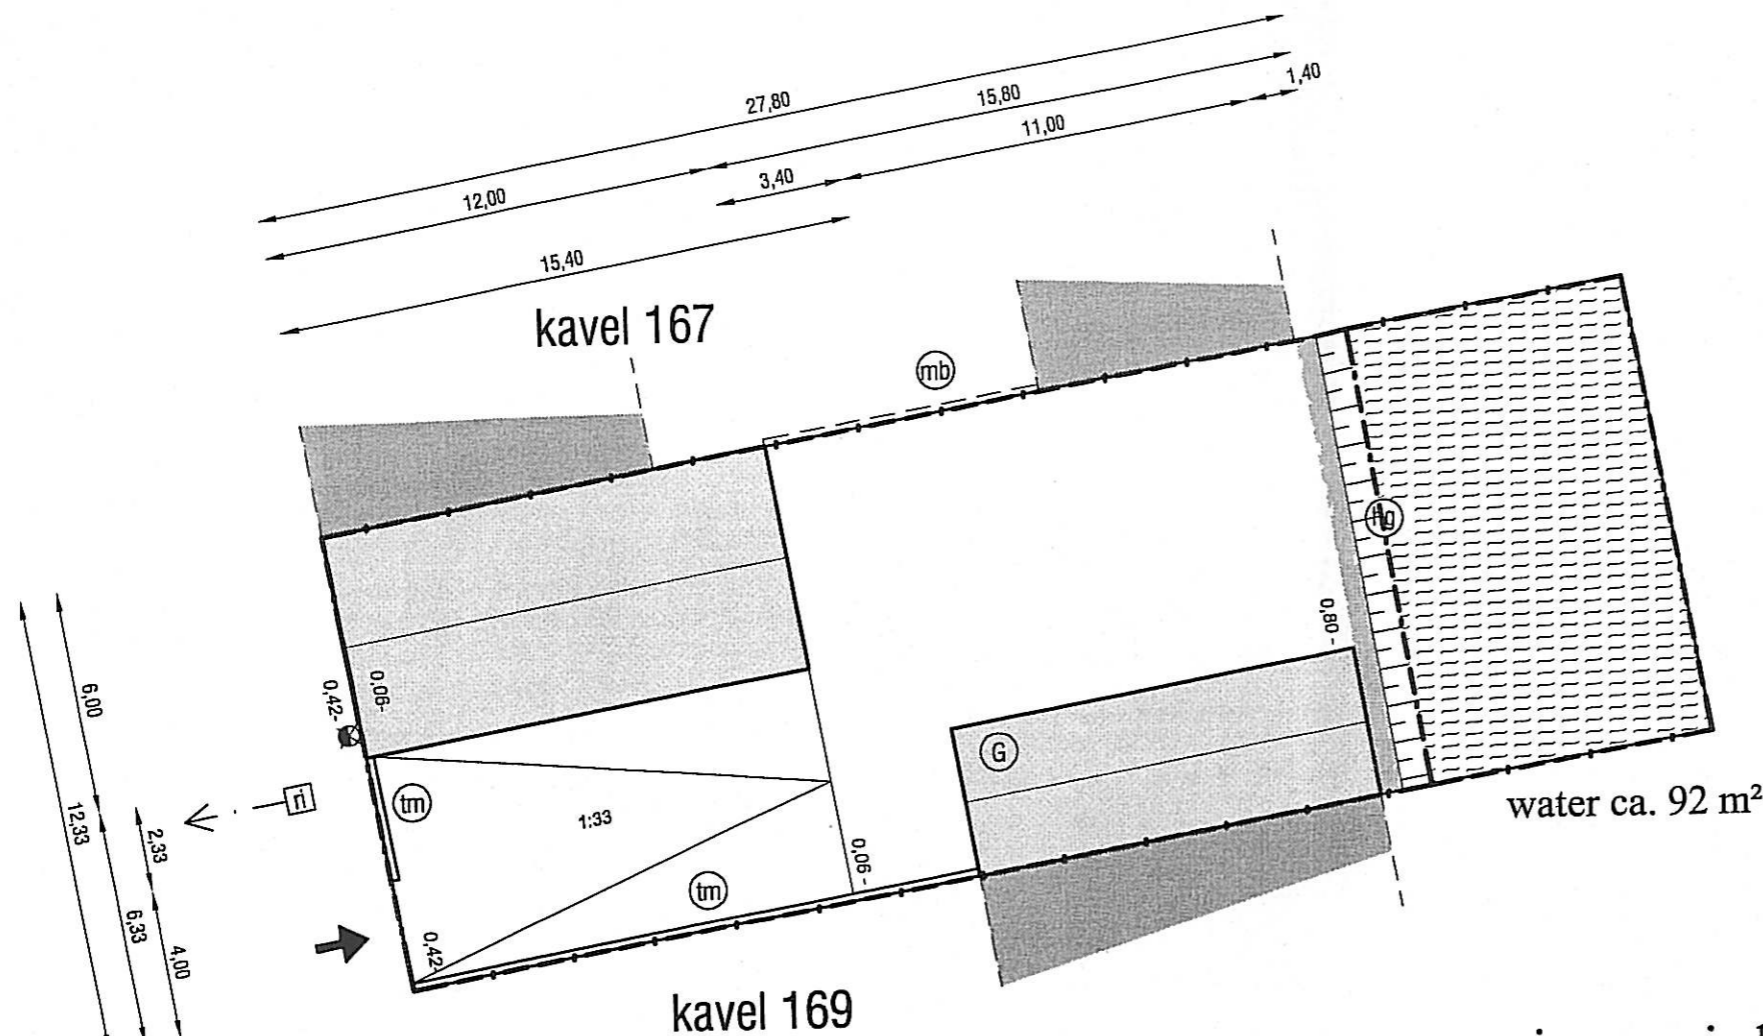 27,80
15,80
1,40
11,00
12,00
3,40
15,40
kavel 167
mb
hg
0,80 -
0,06-
0,42-
6,00
G
ri
tm
1:33
12,33
2,33
water ca. 92 m²
0,06 -
tm
6,33
4,00
0,42-
kavel 169